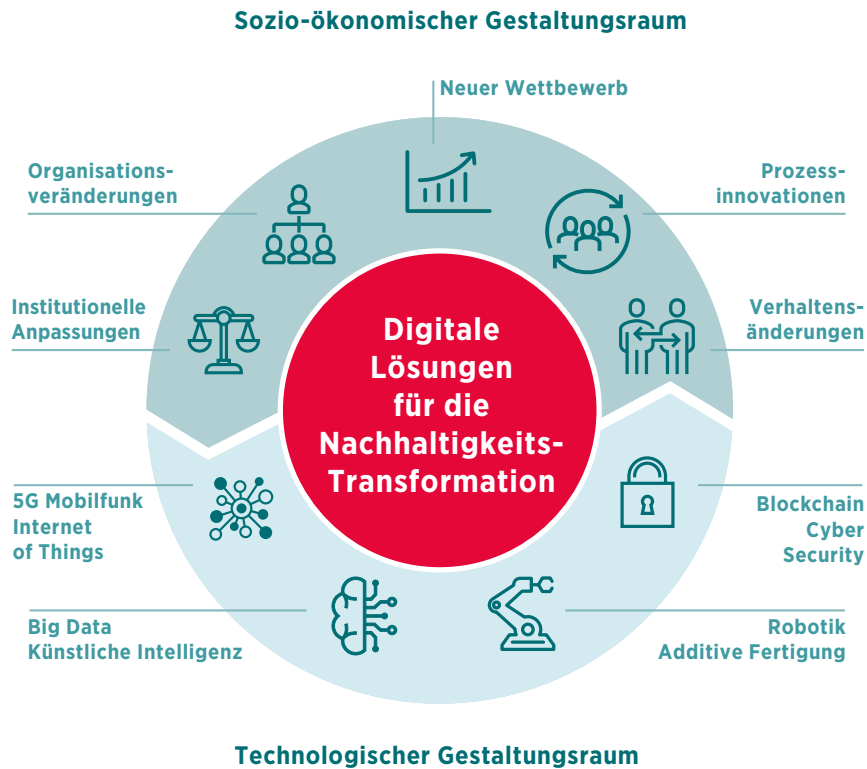 Sozio-ökonomischer Gestaltungsraum
Neuer Wettbewerb
Organisations-
veränderungen
Prozess-
innovationen
Institutionelle
Anpassungen
Verhaltens-
änderungen
Digitale
Lösungen
für die
Nachhaltigkeits-
Transformation
5G Mobilfunk
Internet
of Things
Blockchain
Cyber
Security
Big Data
Künstliche Intelligenz
Robotik
Additive Fertigung
Technologischer Gestaltungsraum